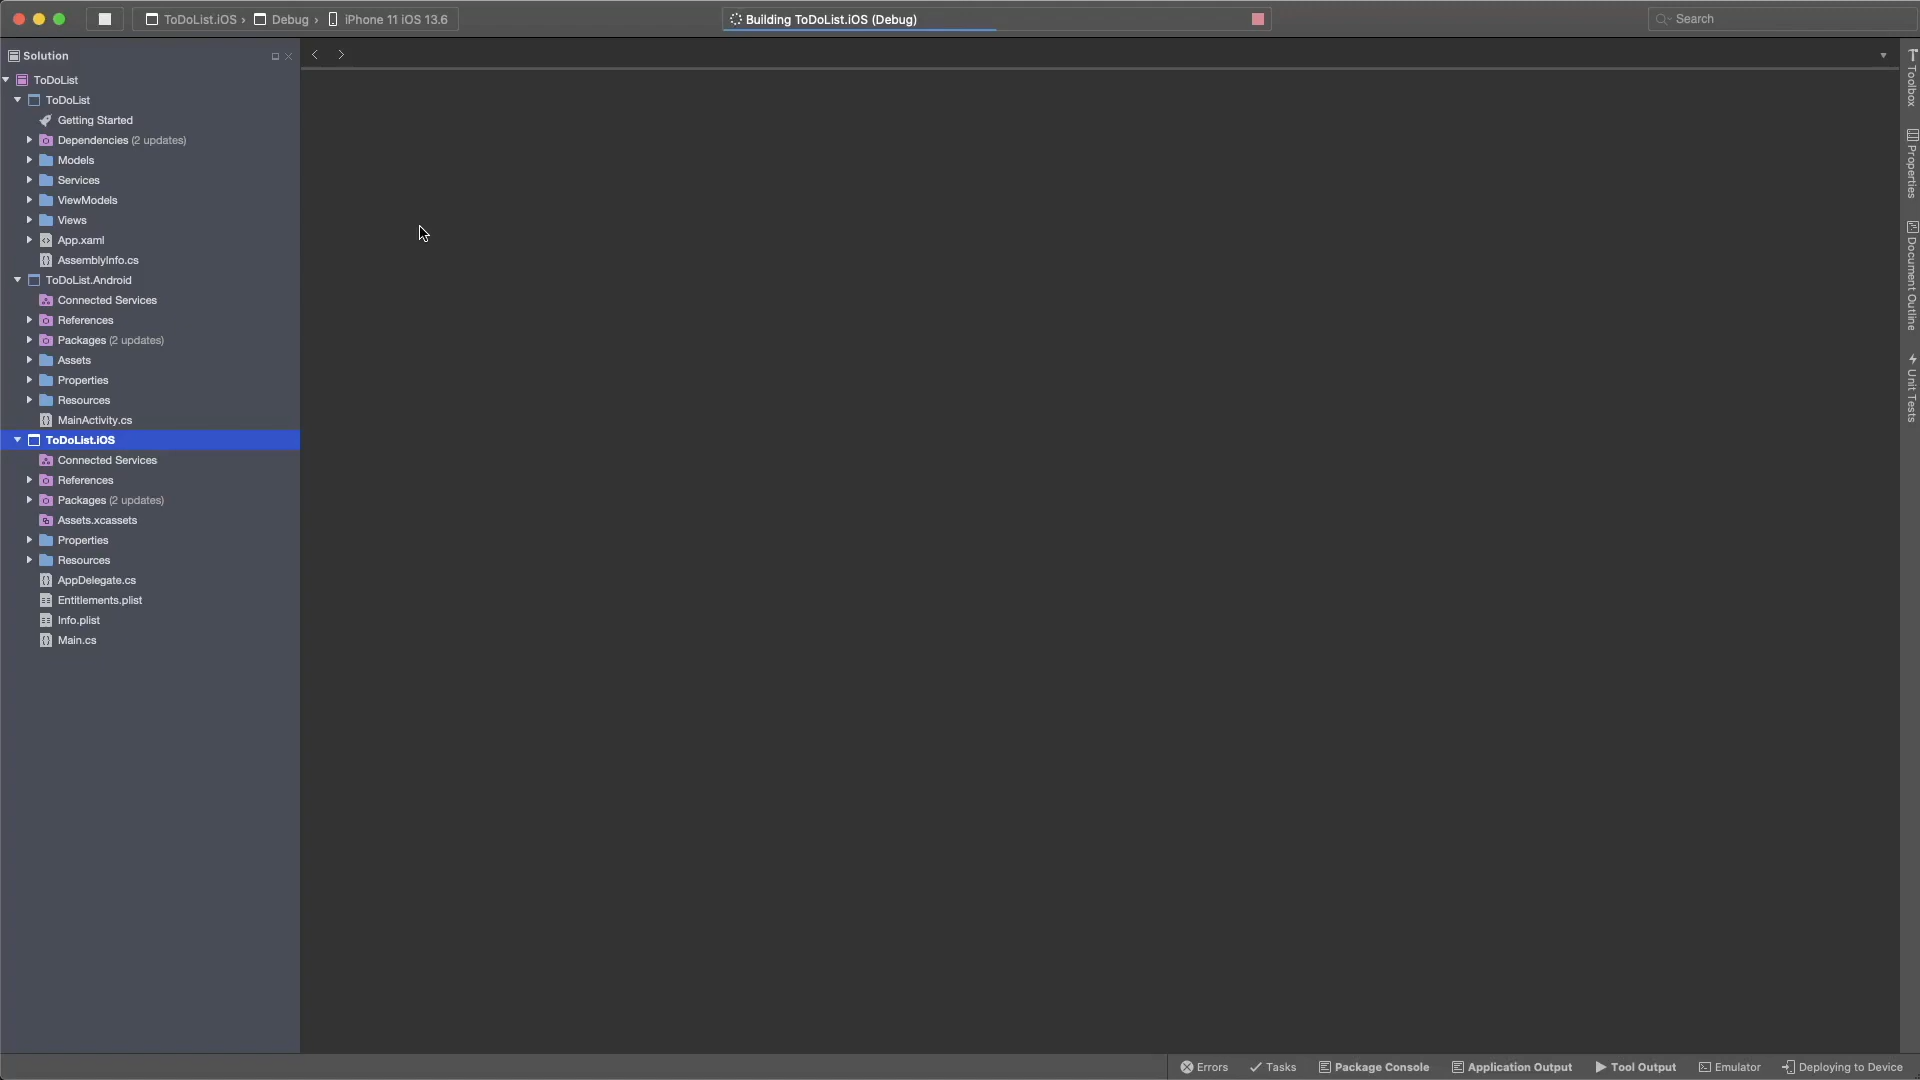 ToDoList.iOS › Debug › iPhone 11 iOS 13.6
Building ToDoList.iOS (Debug)
Search
Solution
ToDoList
ToDoList
Getting Started
Dependencies (2 updates)
Models
Services
ViewModels
Views
App.xaml
AssemblyInfo.cs
ToDoList.Android
Connected Services
References
Packages (2 updates)
Assets
Properties
Resources
MainActivity.cs
ToDoList.iOS
Connected Services
References
Packages (2 updates)
Assets.xcassets
Properties
Resources
AppDelegate.cs
Entitlements.plist
Info.plist
Main.cs
Toolbox
Properties
Document Outline
Unit Tests
Errors
Tasks
Package Console
Application Output
Tool Output
Emulator
Deploying to Device